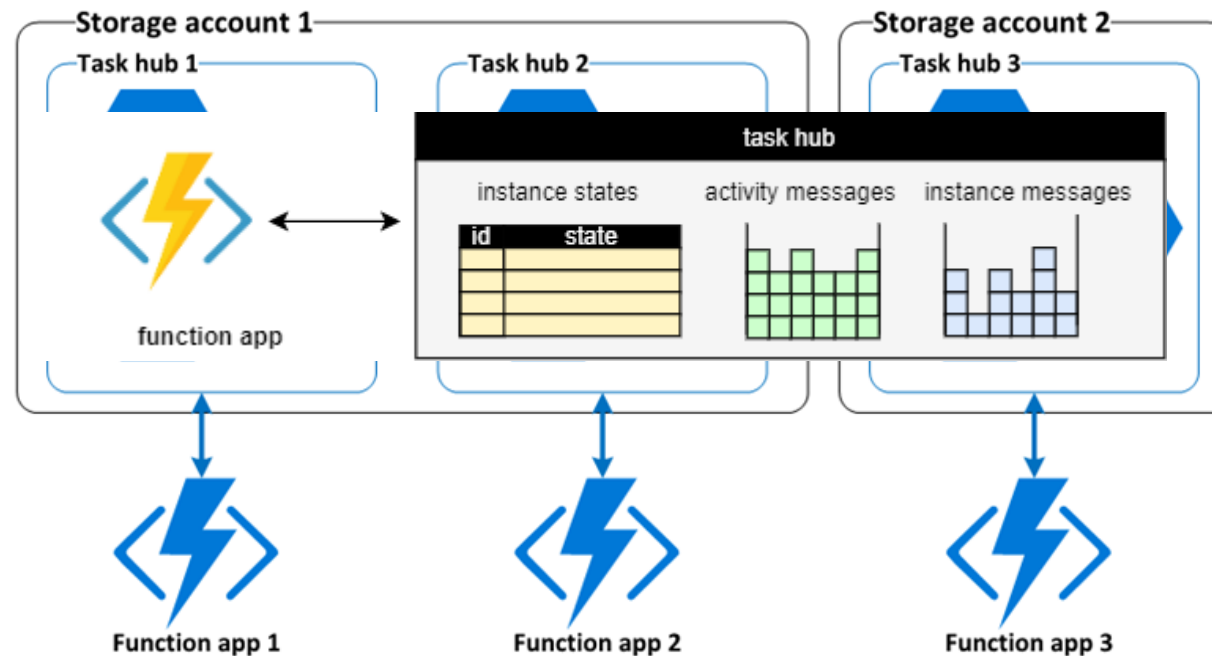 Storage account 1
Storage account 2
Task hub 1
Task hub 2
Task hub 3
task hub
instance states
activity messages
instance messages
id
state
function app
Function app 1
Function app 2
Function app 3